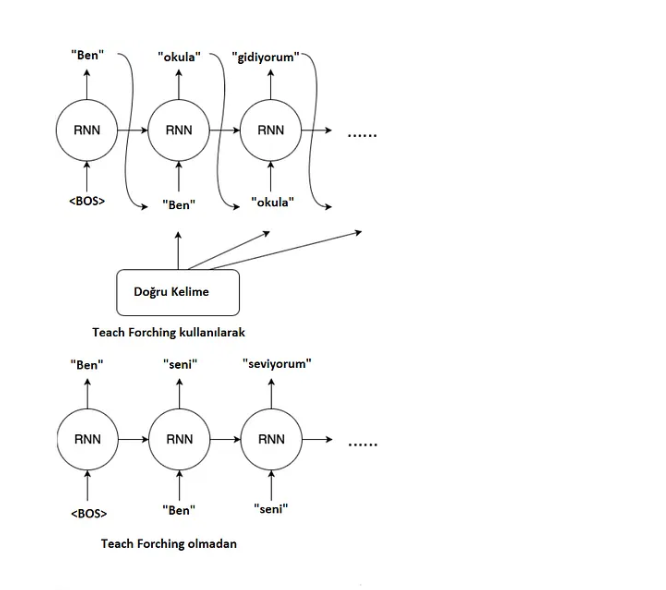 "Ben" "okula" "gidiyorum"
RNN RNN RNN ......
<BOS> "Ben" "okula"
Doğru Kelime
Teach Forching kullanılarak
"Ben" "seni" "seviyorum"
RNN RNN RNN ......
<BOS> "Ben" "seni"
Teach Forching olmadan